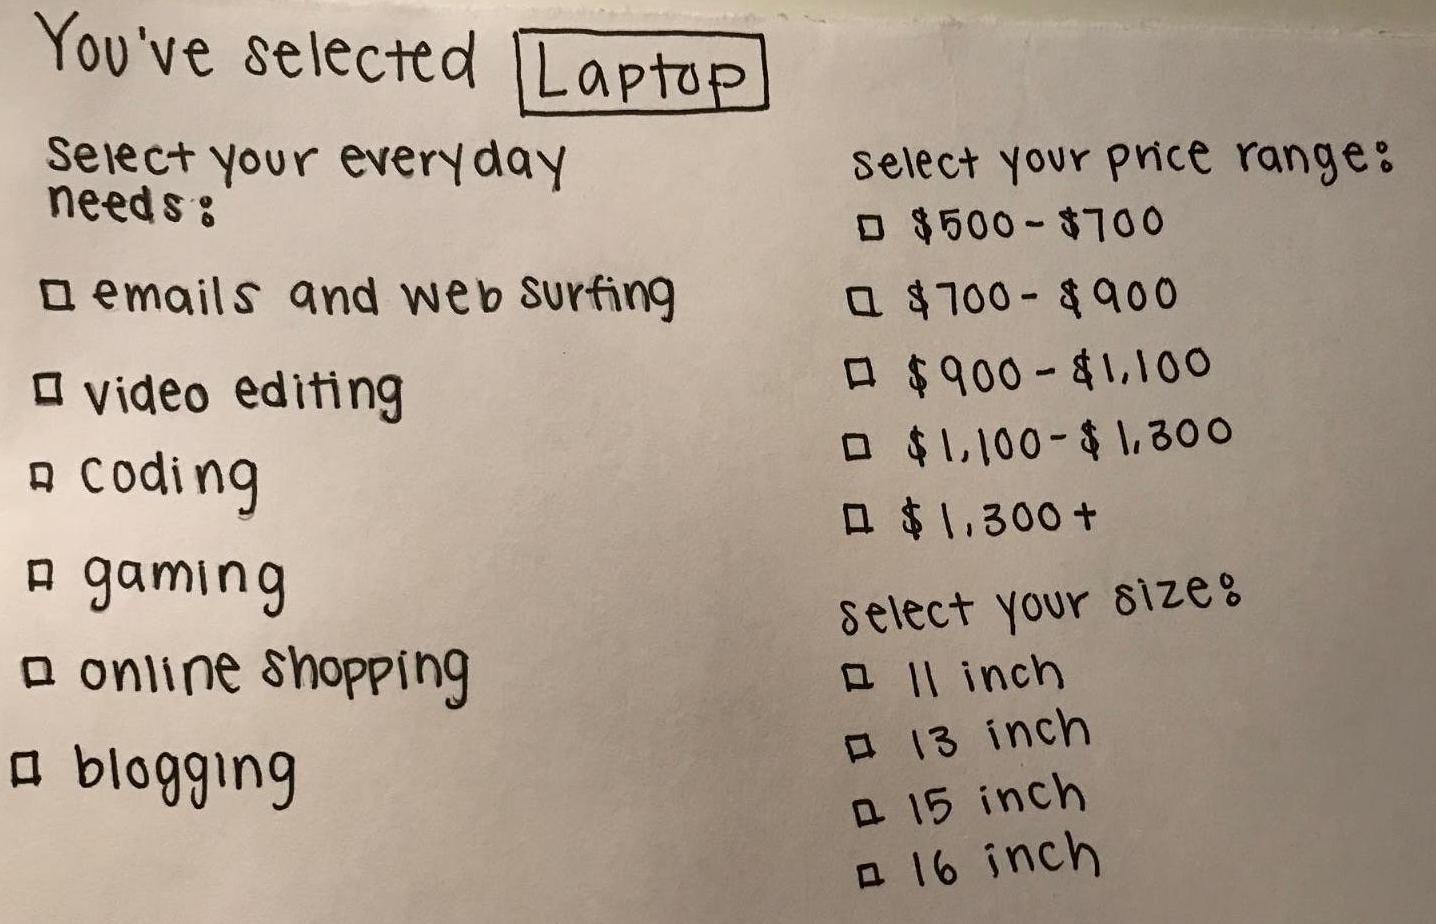 You've selected Laptop
Select your everyday
needs:
emails and web surfing
video editing
coding
gaming
online shopping
blogging
select your price range:
$500-$700
$700-$900
$900-$1,100
$1,100-$1,300
$1,300+
select your size:
11 inch
13 inch
15 inch
16 inch